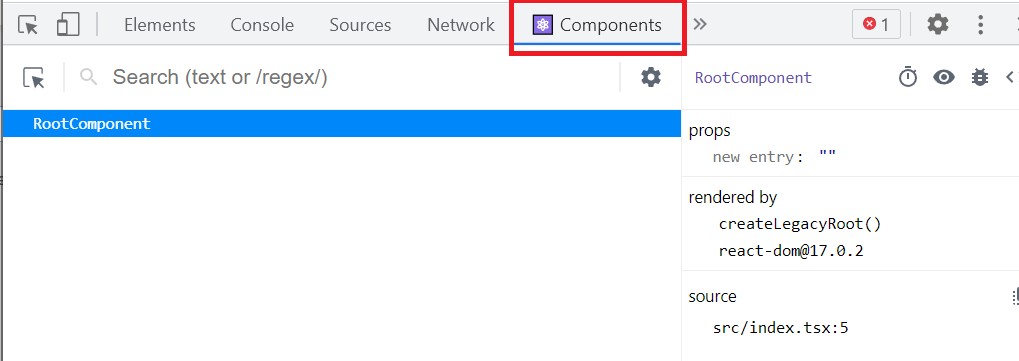 Elements Console Sources Network Components » 1
Search (text or /regex/)
RootComponent
RootComponent
props
new entry: ""
rendered by
createLegacyRoot()
react-dom@17.0.2
source
src/index.tsx:5